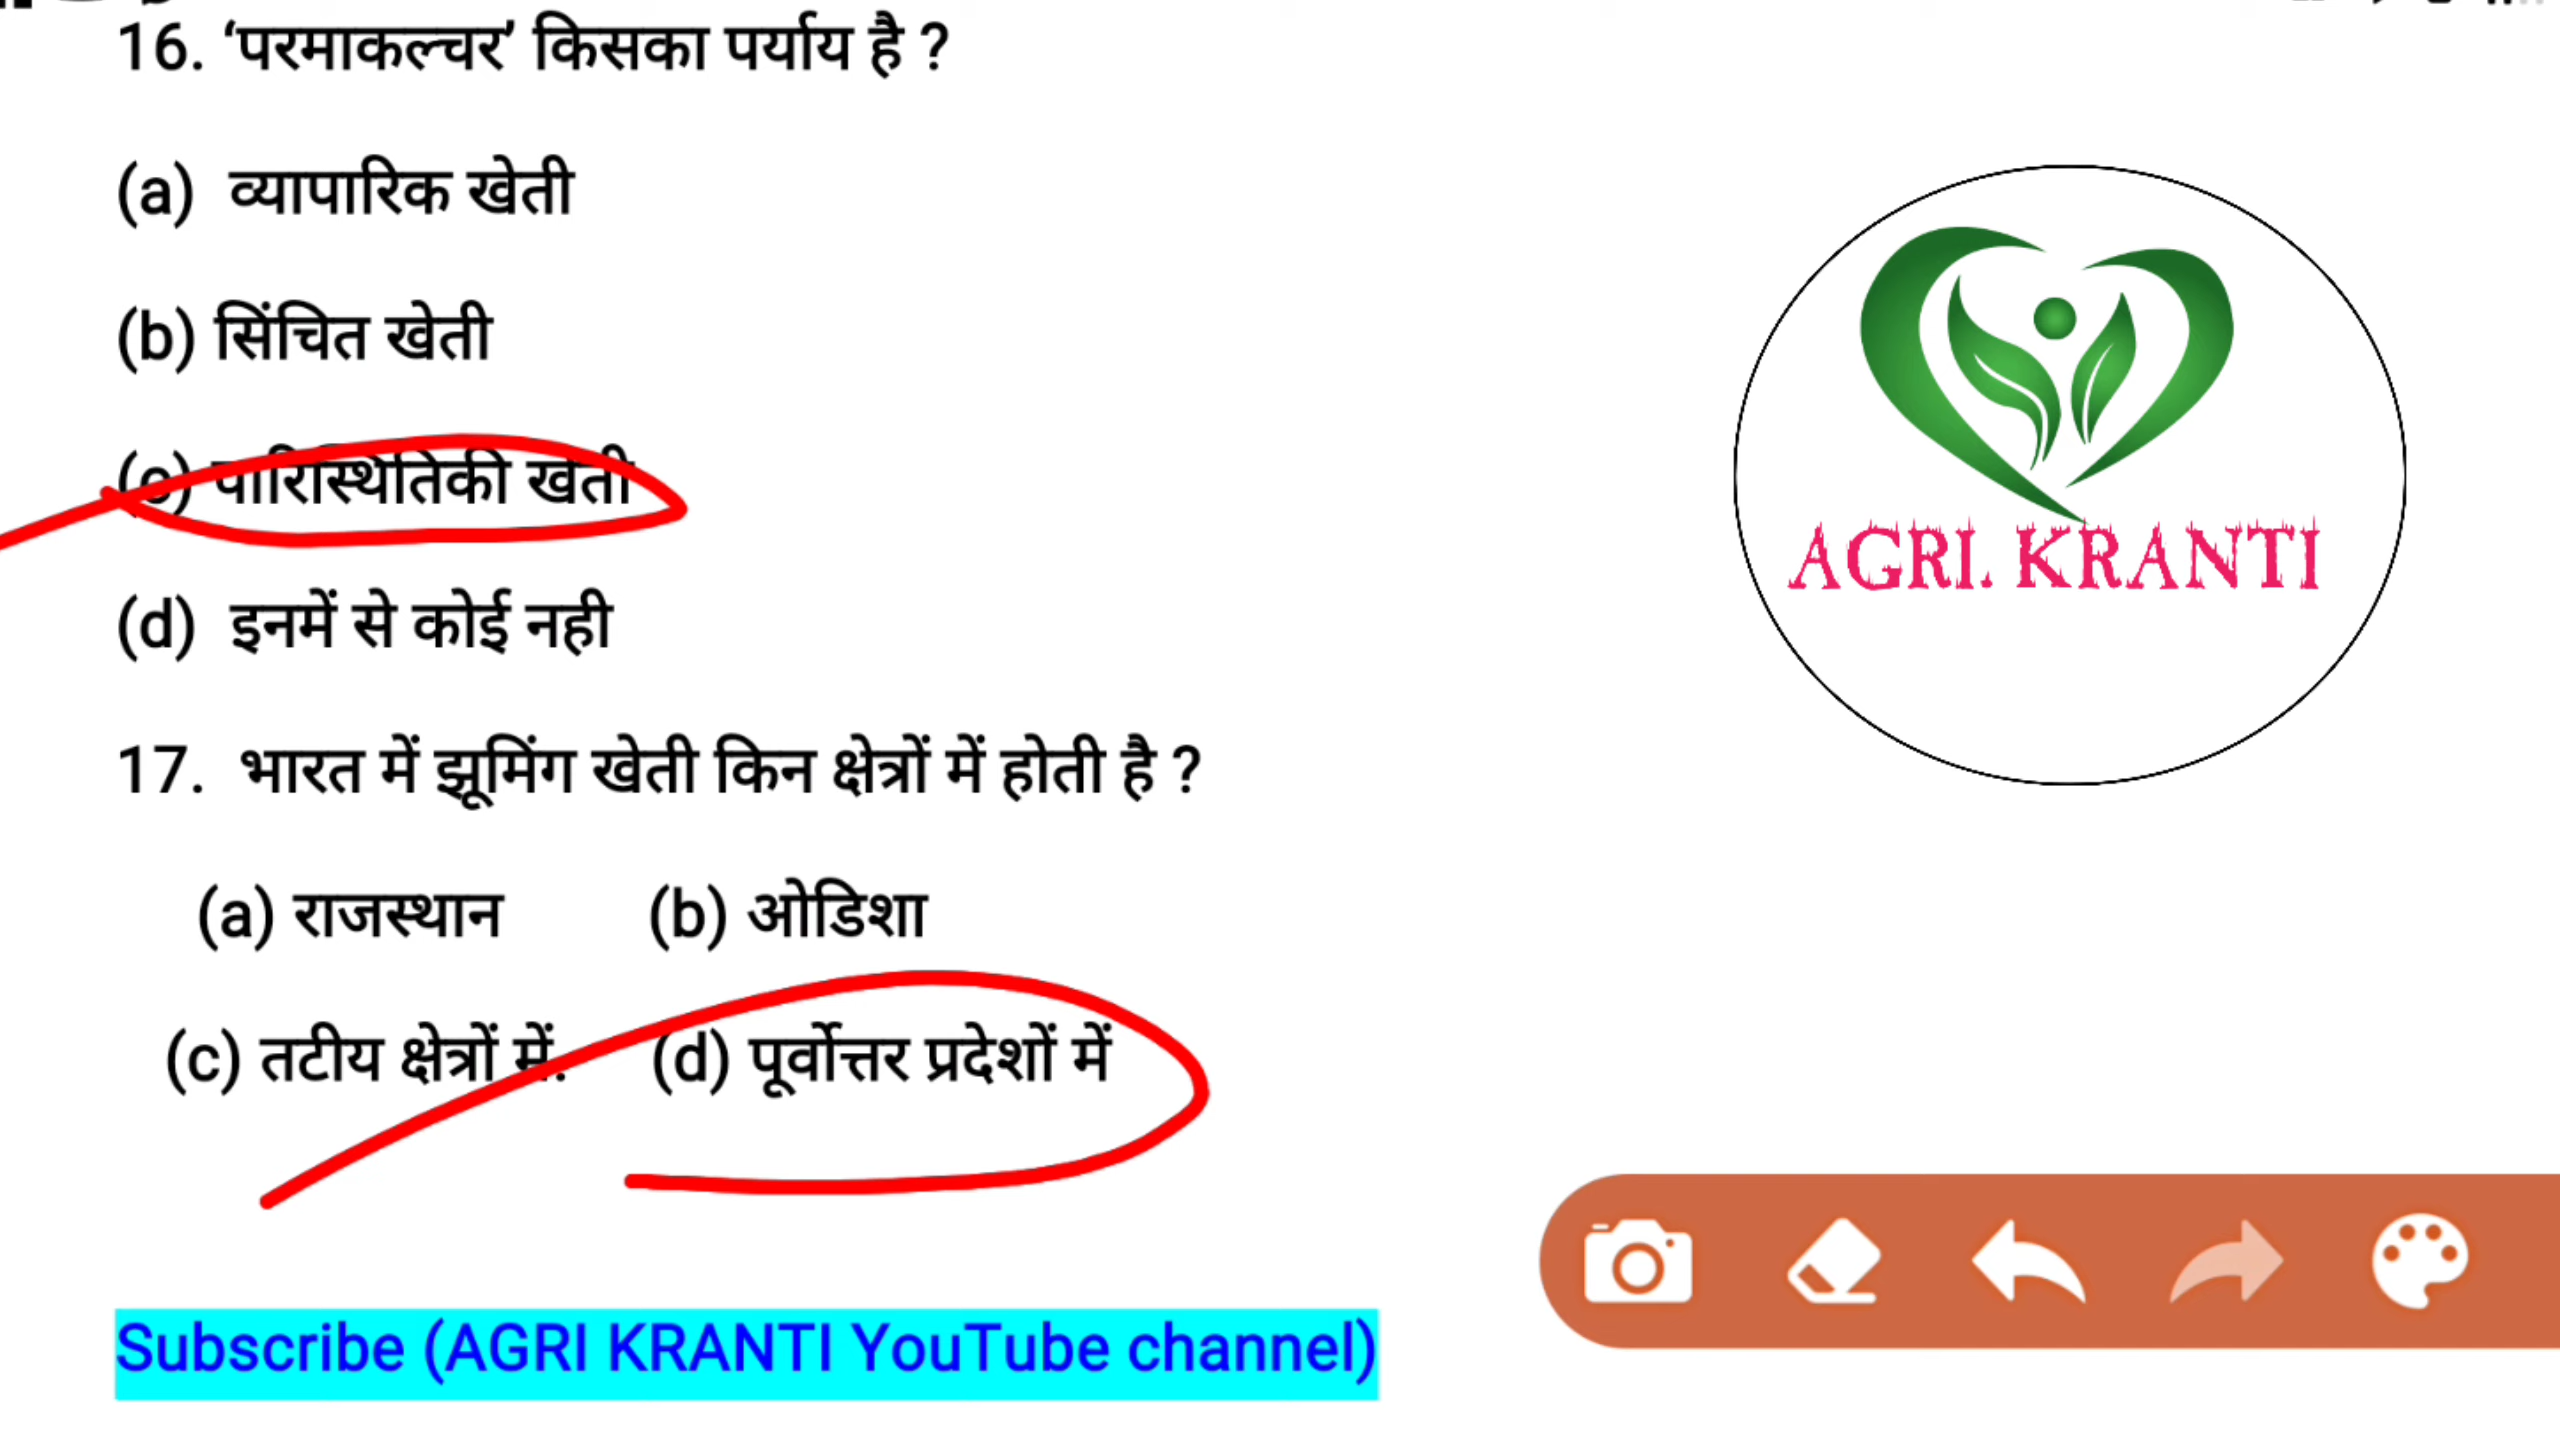 16. ‘परमाकल्चर’ किसका पर्याय है ?
(a) व्यापारिक खेती
(b) सिंचित खेती
(c) पारिस्थितिकी खेती
(d) इनमें से कोई नही
17. भारत में झूमिंग खेती किन क्षेत्रों में होती है ?
(a) राजस्थान (b) ओडिशा
(c) तटीय क्षेत्रों में. (d) पूर्वोत्तर प्रदेशों में
AGRI. KRANTI
Subscribe (AGRI KRANTI YouTube channel)